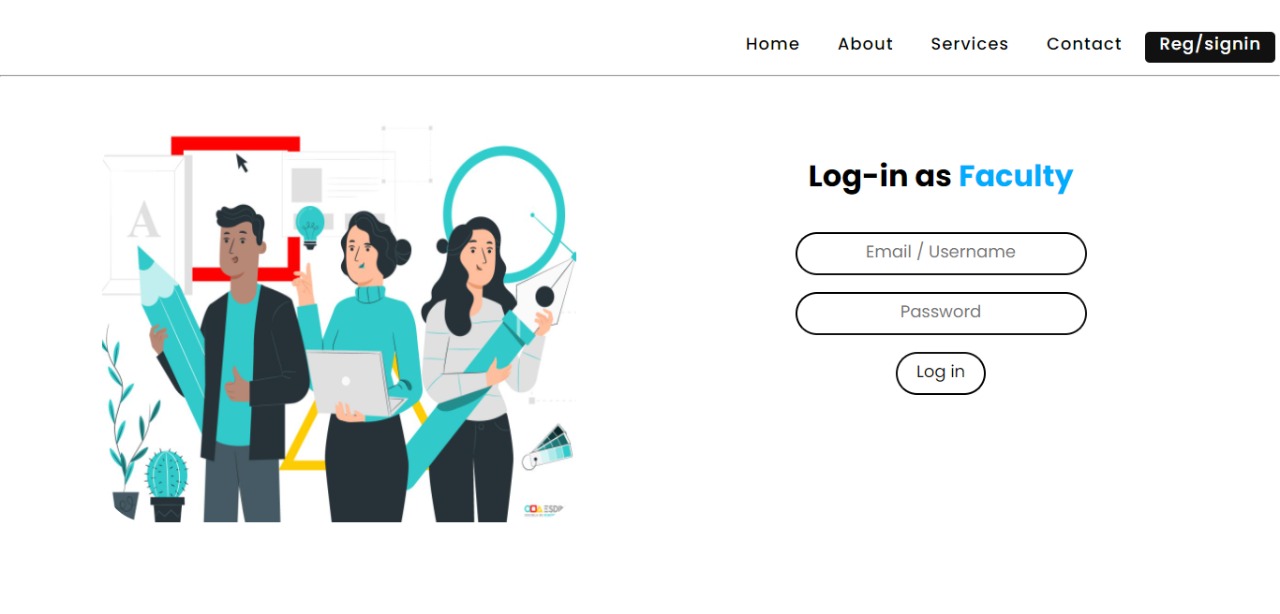 Home About Services Contact Reg/signin
Log-in as Faculty
Email / Username
Password
Log in
A
ESDP